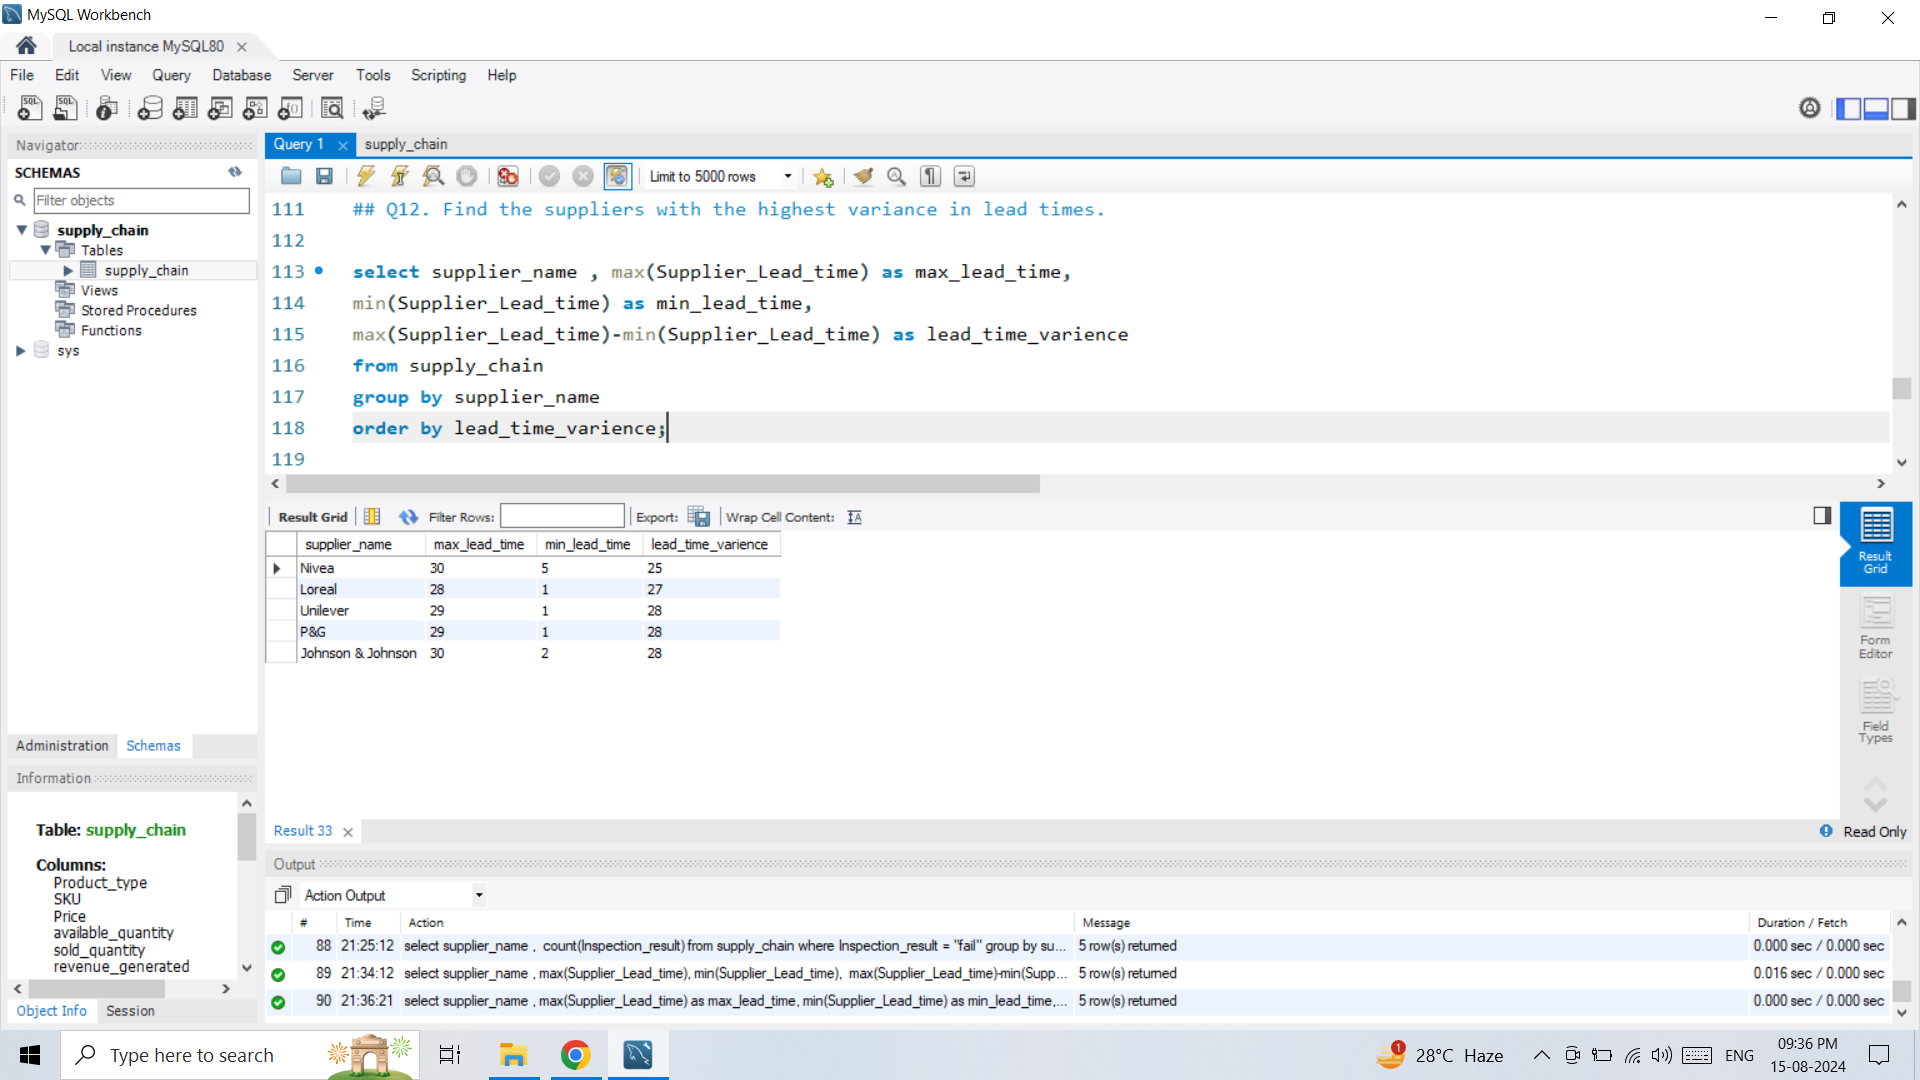 MySQL Workbench
Local instance MySQL80
File Edit View Query Database Server Tools Scripting Help
Navigator
SCHEMAS
Filter objects
supply_chain
Tables
supply_chain
Views
Stored Procedures
Functions
sys
Administration Schemas
Information
Table: supply_chain
Columns:
Product_type
SKU
Price
available_quantity
sold_quantity
revenue_generated
Object Info Session
Query 1 supply_chain
Limit to 5000 rows
111 ## Q12. Find the suppliers with the highest variance in lead times.
112
113 select supplier_name , max(Supplier_Lead_time) as max_lead_time,
114 min(Supplier_Lead_time) as min_lead_time,
115 max(Supplier_Lead_time)-min(Supplier_Lead_time) as lead_time_varience
116 from supply_chain
117 group by supplier_name
118 order by lead_time_varience;
119
Result Grid Filter Rows: Export: Wrap Cell Content:
supplier_name max_lead_time min_lead_time lead_time_varience
Nivea 30 5 25
Loreal 28 1 27
Unilever 29 1 28
P&G 29 1 28
Johnson & Johnson 30 2 28
Result
Grid
Form
Editor
Field
Types
Result 33
Read Only
Output
Action Output
# Time Action Message Duration / Fetch
88 21:25:12 select supplier_name , count(Inspection_result) from supply_chain where Inspection_result = "fail" group by su... 5 row(s) returned 0.000 sec / 0.000 sec
89 21:34:12 select supplier_name , max(Supplier_Lead_time), min(Supplier_Lead_time), max(Supplier_Lead_time)-min(Supp... 5 row(s) returned 0.016 sec / 0.000 sec
90 21:36:21 select supplier_name , max(Supplier_Lead_time) as max_lead_time, min(Supplier_Lead_time) as min_lead_time,... 5 row(s) returned 0.000 sec / 0.000 sec
Type here to search
1
28°C Haze
ENG
09:36 PM
15-08-2024